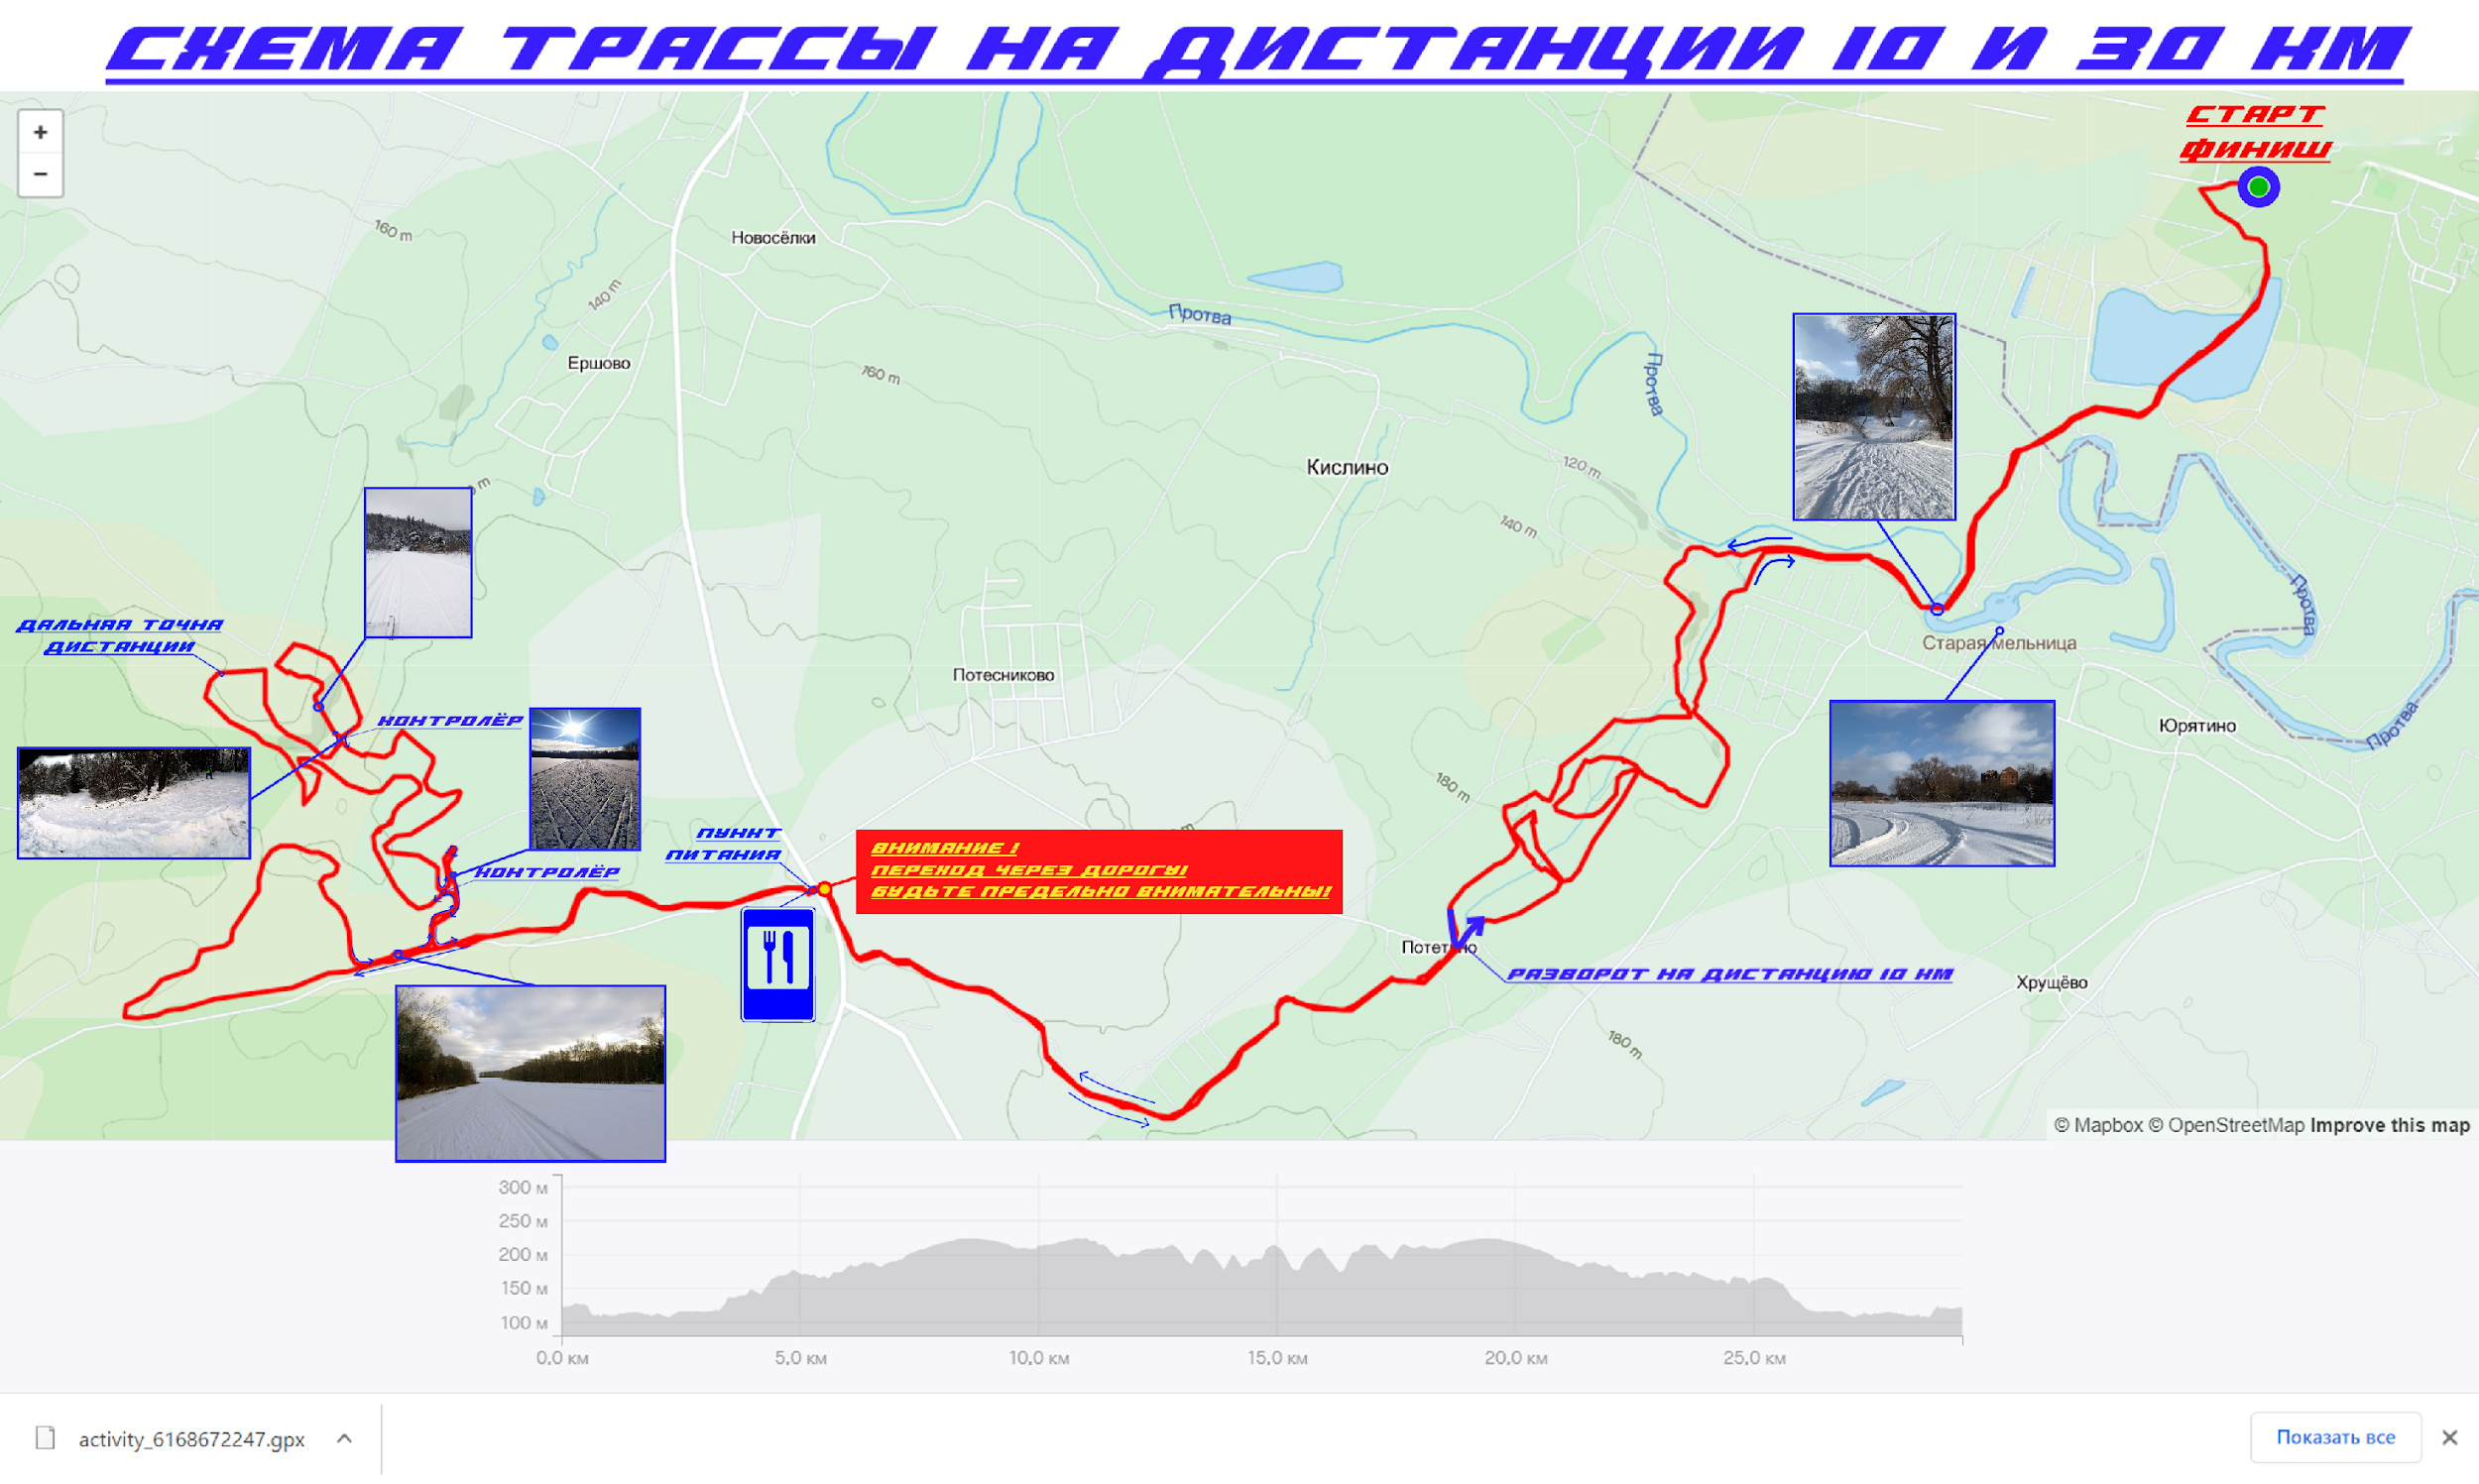 СХЕМА ТРАССЫ НА ДИСТАНЦИИ 10 И 30 КМ
+
−
СТАРТ
ФИНИШ
160 m
Новосёлки
140 m
Протва
Ершово
160 m
Протва
Кислино
120 m
m
140 m
Протва
ДАЛЬНАЯ ТОЧКА
ДИСТАНЦИИ
Старая мельница
Потесниково
КОНТРОЛЁР
Юрятино
Протва
180 m
ПУНКТ
ПИТАНИЯ
ВНИМАНИЕ !
ПЕРЕХОД ЧЕРЕЗ ДОРОГУ!
БУДЬТЕ ПРЕДЕЛЬНО ВНИМАТЕЛЬНЫ!
КОНТРОЛЁР
Потетино
РАЗВОРОТ НА ДИСТАНЦИЮ 10 КМ
Хрущёво
180 m
© Mapbox © OpenStreetMap Improve this map
300 м
250 м
200 м
150 м
100 м
0,0 км 5,0 км 10,0 км 15,0 км 20,0 км 25,0 км
activity_6168672247.gpx
Показать все